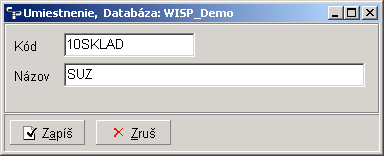 Umiestnenie, Databáza: WISP_Demo
Kód 10SKLAD
Názov SUZ
Zapíš Zruš